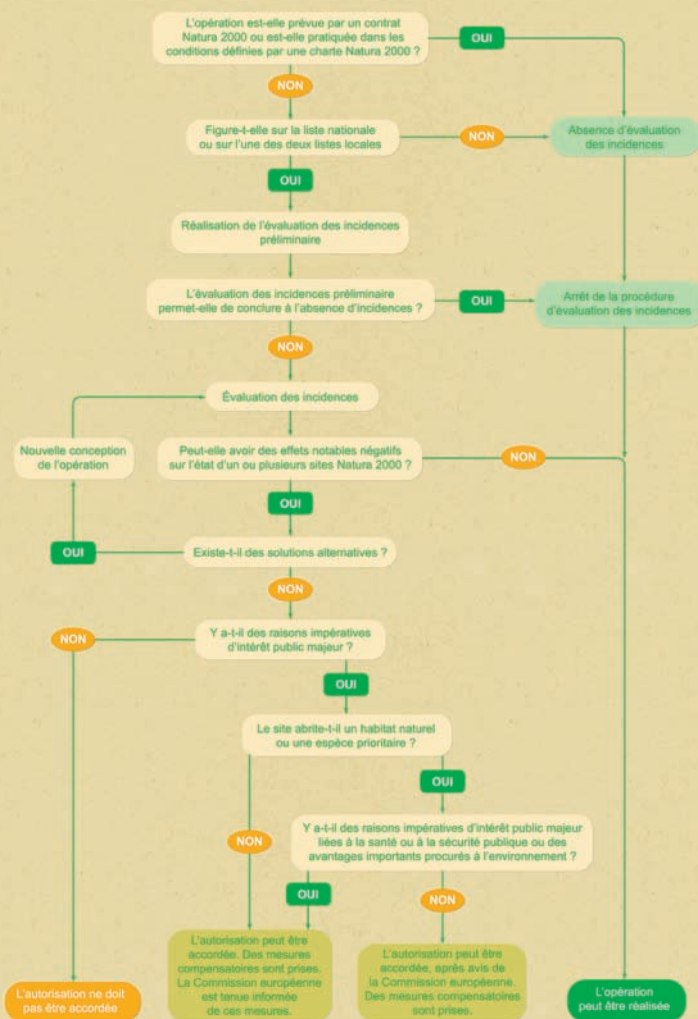 L'opération est-elle prévue par un contrat
Natura 2000 ou est-elle pratiquée dans les
conditions définies par une charte Natura 2000 ?
OUI
NON
Figure-t-elle sur la liste nationale
ou sur l'une des deux listes locales
NON
Absence d'évaluation
des incidences
OUI
Réalisation de l'évaluation des incidences
préliminaire
L'évaluation des incidences préliminaire
permet-elle de conclure à l'absence d'incidences ?
OUI
Arrêt de la procédure
d'évaluation des incidences
NON
Évaluation des incidences
Nouvelle conception
de l'opération
Peut-elle avoir des effets notables négatifs
sur l'état d'un ou plusieurs sites Natura 2000 ?
NON
OUI
OUI
Existe-t-il des solutions alternatives ?
NON
NON
Y a-t-il des raisons impératives
d'intérêt public majeur ?
OUI
Le site abrite-t-il un habitat naturel
ou une espèce prioritaire ?
OUI
NON
Y a-t-il des raisons impératives d'intérêt public majeur
liées à la santé ou à la sécurité publique ou des
avantages importants procurés à l'environnement ?
OUI
NON
L'autorisation ne doit
pas être accordée
L'autorisation peut être
accordée. Des mesures
compensatoires sont prises.
La Commission européenne
est tenue informée
de ces mesures.
L'autorisation peut être
accordée, après avis de
la Commission européenne.
Des mesures compensatoires
sont prises.
L'opération
peut être réalisée